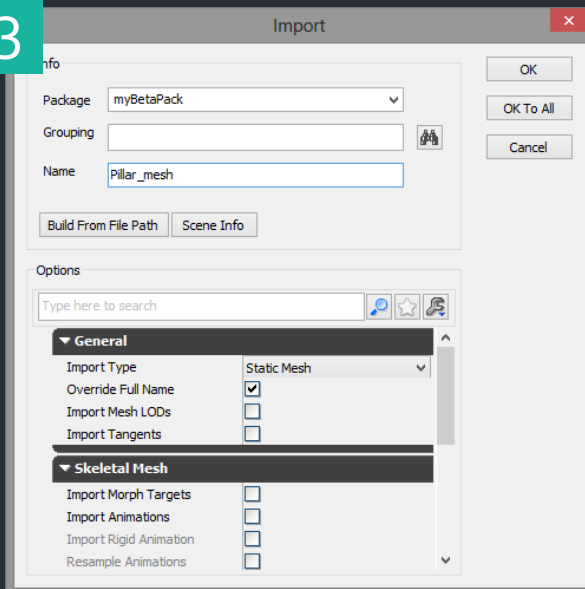 3
Import
×
nfo
Package myBetaPack
OK
Grouping
OK To All
Name Pillar_mesh
Cancel
Build From File Path Scene Info
Options
Type here to search
General
Import Type Static Mesh
Override Full Name
Import Mesh LODs
Import Tangents
Skeletal Mesh
Import Morph Targets
Import Animations
Import Rigid Animation
Resample Animations